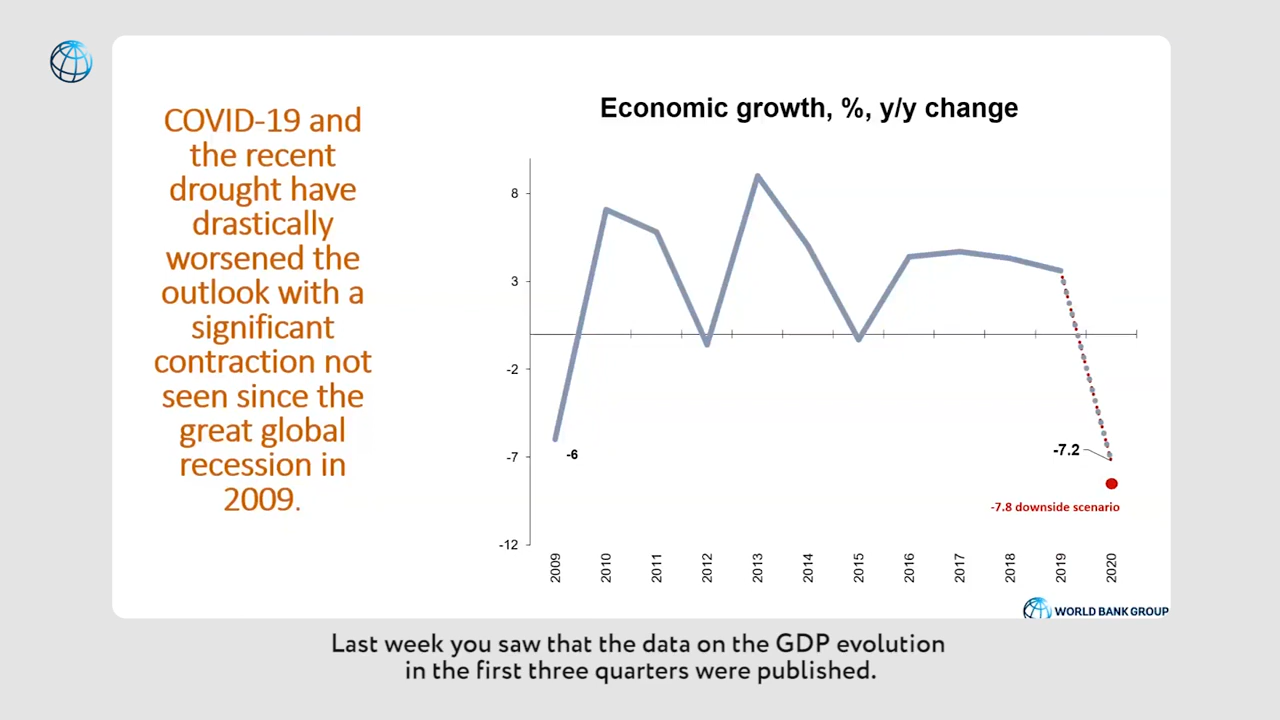 COVID-19 and
the recent
drought have
drastically
worsened the
outlook with a
significant
contraction not
seen since the
great global
recession in
2009.
Economic growth, %, y/y change
8
3
-2
-7
-12
-6
-7.2
-7.8 downside scenario
2009
2010
2011
2012
2013
2014
2015
2016
2017
2018
2019
2020
WORLD BANK GROUP
Last week you saw that the data on the GDP evolution
in the first three quarters were published.